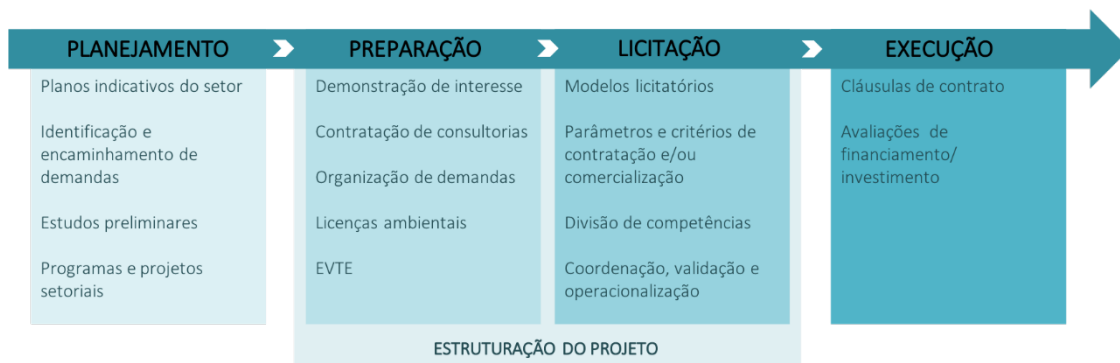 PLANEJAMENTO
Planos indicativos do setor
Identificação e
encaminhamento de
demandas
Estudos preliminares
Programas e projetos
setoriais
PREPARAÇÃO
Demonstração de interesse
Contratação de consultorias
Organização de demandas
Licenças ambientais
EVTE
LICITAÇÃO
Modelos licitatórios
Parâmetros e critérios de
contratação e/ou
comercialização
Divisão de competências
Coordenação, validação e
operacionalização
EXECUÇÃO
Cláusulas de contrato
Avaliações de
financiamento/
investimento
ESTRUTURAÇÃO DO PROJETO